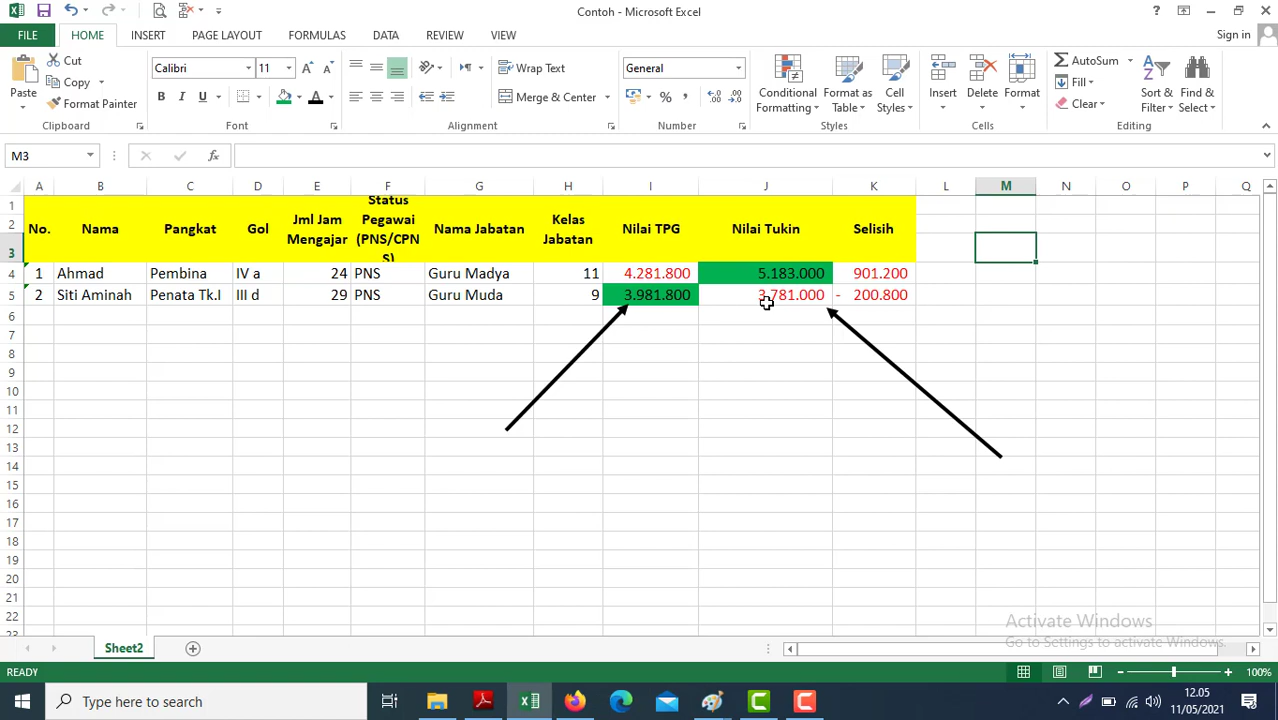 Contoh - Microsoft Excel
?
FILE HOME INSERT PAGE LAYOUT FORMULAS DATA REVIEW VIEW Sign in
Paste
Cut
Copy
Format Painter
Clipboard
Calibri 11
B I U
A
Font
Wrap Text
Merge & Center
Alignment
General
% ,
Number
Conditional Formatting
Format as Table
Cell Styles
Styles
Insert Delete Format
Cells
AutoSum
Fill
Clear
Sort & Filter
Find & Select
Editing
M3 fx
A B C D E F G H I J K L M N O P Q
1
2
3
No. Nama Pangkat Gol Jml Jam Mengajar Status Pegawai (PNS/CPNS) Nama Jabatan Kelas Jabatan Nilai TPG Nilai Tukin Selisih
4 1 Ahmad Pembina IV a 24 PNS Guru Madya 11 4.281.800 5.183.000 901.200
5 2 Siti Aminah Penata Tk.I III d 29 PNS Guru Muda 9 3.981.800 3.781.000 - 200.800
6
7
8
9
10
11
12
13
14
15
16
17
18
19
20
21
22
23
Activate Windows
Go to Settings to activate Windows.
Sheet2
READY 100%
Type here to search
12.05
11/05/2021